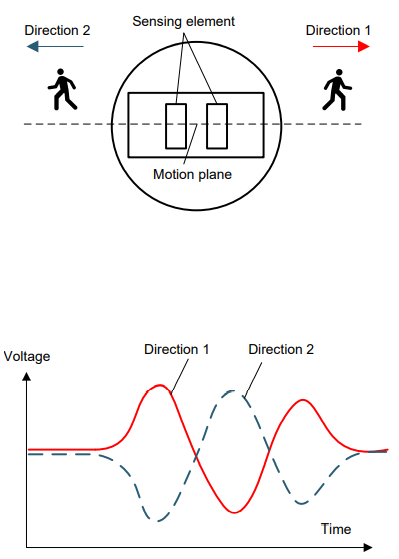 Sensing element
Direction 2
Direction 1
Motion plane
Direction 1
Direction 2
Voltage
Time